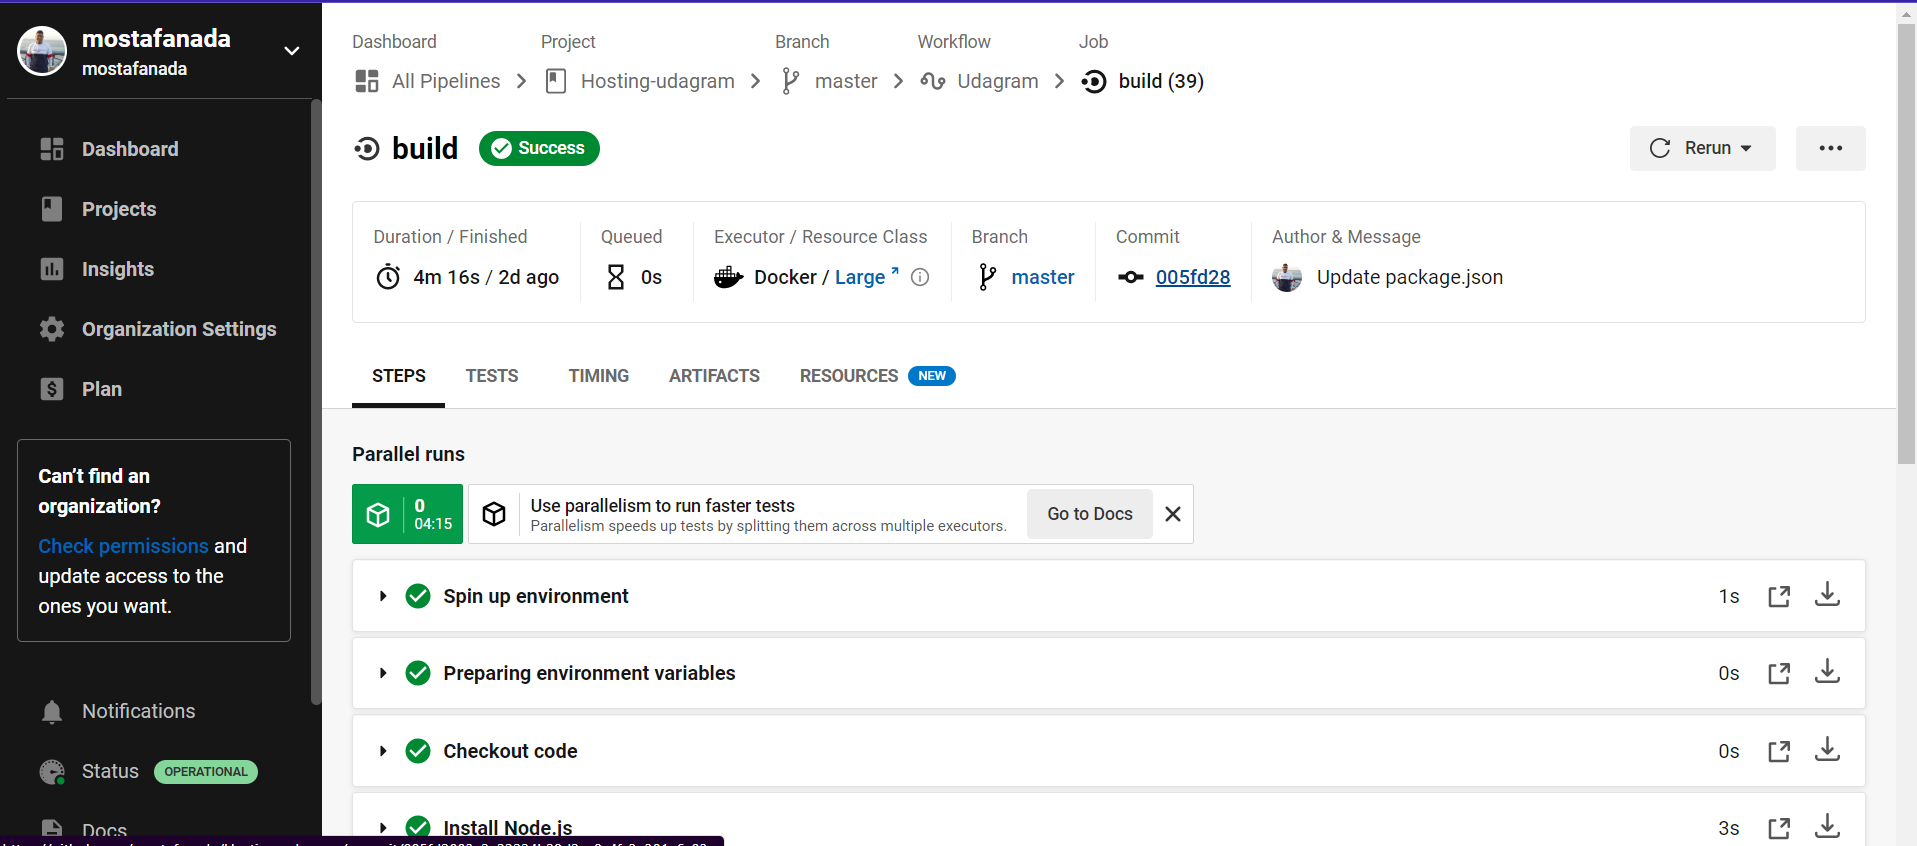 mostafanada
mostafanada
Dashboard
Projects
Insights
Organization Settings
Plan
Can’t find an
organization?
Check permissions and
update access to the
ones you want.
Notifications
Status OPERATIONAL
Docs
Dashboard Project Branch Workflow Job
All Pipelines Hosting-udagram master Udagram build (39)
build Success Rerun
Duration / Finished Queued Executor / Resource Class Branch Commit Author & Message
4m 16s / 2d ago 0s Docker / Large master 005fd28 Update package.json
STEPS TESTS TIMING ARTIFACTS RESOURCES NEW
Parallel runs
0
04:15
Use parallelism to run faster tests
Parallelism speeds up tests by splitting them across multiple executors.
Go to Docs
Spin up environment 1s
Preparing environment variables 0s
Checkout code 0s
Install Node.js 3s